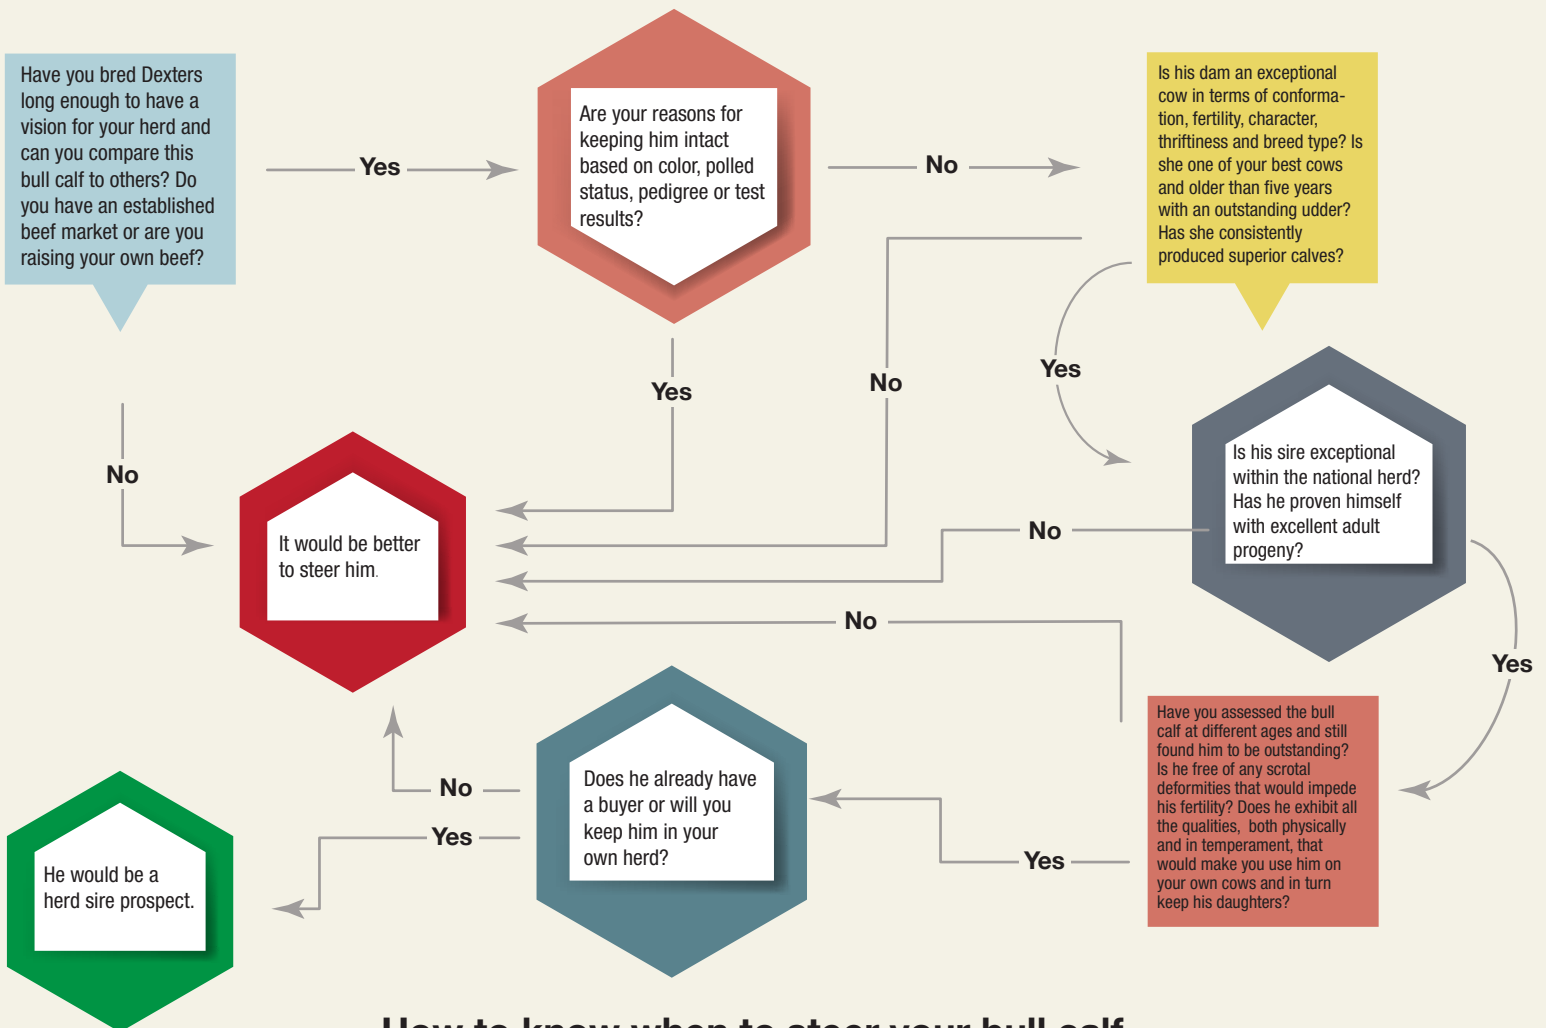 Have you bred Dexters
long enough to have a
vision for your herd and
can you compare this
bull calf to others? Do
you have an established
beef market or are you
raising your own beef?
Yes
Are your reasons for
keeping him intact
based on color, polled
status, pedigree or test
results?
No
Is his dam an exceptional
cow in terms of conforma-
tion, fertility, character,
thriftiness and breed type? Is
she one of your best cows
and older than five years
with an outstanding udder?
Has she consistently
produced superior calves?
Yes
No
Yes
No
It would be better
to steer him.
Is his sire exceptional
within the national herd?
Has he proven himself
with excellent adult
progeny?
No
No
Yes
Have you assessed the bull
calf at different ages and still
found him to be outstanding?
Is he free of any scrotal
deformities that would impede
his fertility? Does he exhibit all
the qualities, both physically
and in temperament, that
would make you use him on
your own cows and in turn
keep his daughters?
Does he already have
a buyer or will you
keep him in your
own herd?
No
Yes
Yes
He would be a
herd sire prospect.
How to know when to steer your bull calf